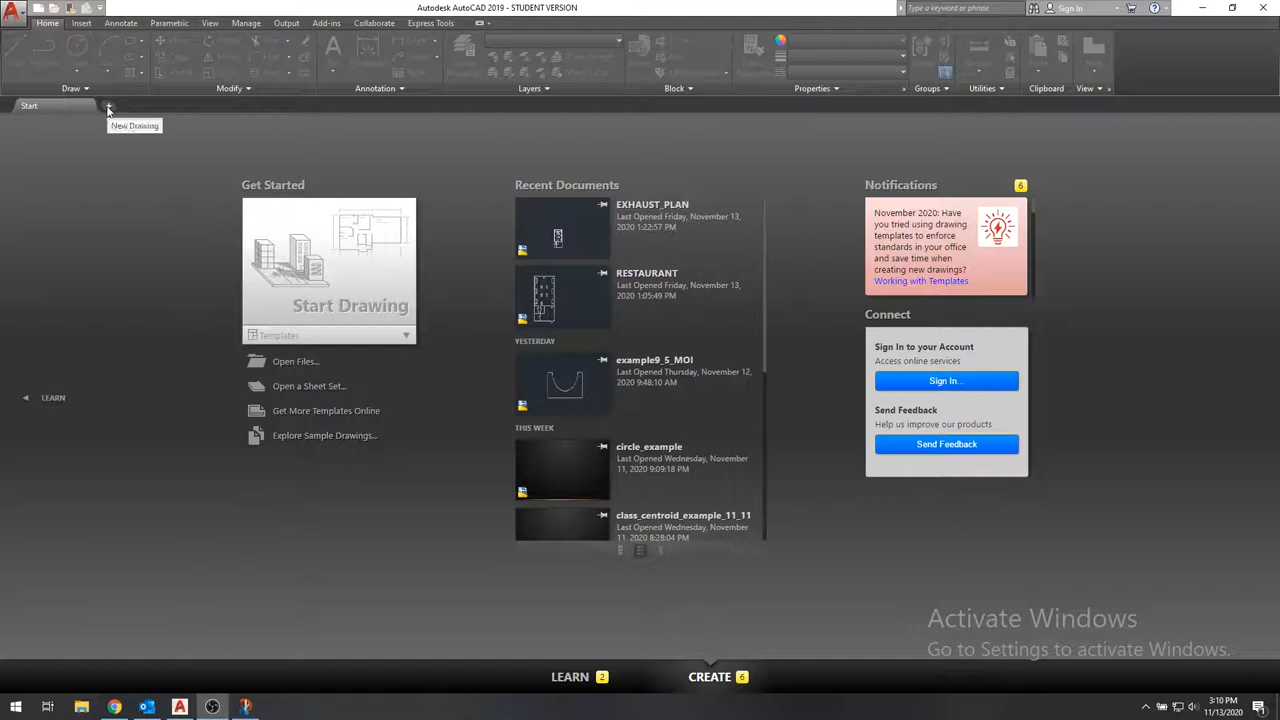 Autodesk AutoCAD 2019 - STUDENT VERSION
Type a keyword or phrase
Sign In
Home Insert Annotate Parametric View Manage Output Add-ins Collaborate Express Tools
Draw Modify Annotation Layers Block Properties Groups Utilities Clipboard View
Start
New Drawing
Get Started
Start Drawing
Templates
Open Files...
Open a Sheet Set...
Get More Templates Online
Explore Sample Drawings...
LEARN
Recent Documents
EXHAUST_PLAN
Last Opened Friday, November 13,
2020 1:22:57 PM
RESTAURANT
Last Opened Friday, November 13,
2020 1:05:49 PM
YESTERDAY
example9_5_MOI
Last Opened Thursday, November 12,
2020 9:48:10 AM
THIS WEEK
circle_example
Last Opened Wednesday, November
11, 2020 9:09:18 PM
class_centroid_example_11_11
Last Opened Wednesday, November
11, 2020 8:28:04 PM
Notifications 6
November 2020: Have
you tried using drawing
templates to enforce
standards in your office
and save time when
creating new drawings?
Working with Templates
Connect
Sign In to your Account
Access online services
Sign In...
Send Feedback
Help us improve our products
Send Feedback
Activate Windows
Go to Settings to activate Windows.
LEARN 2 CREATE 6
3:10 PM
11/13/2020